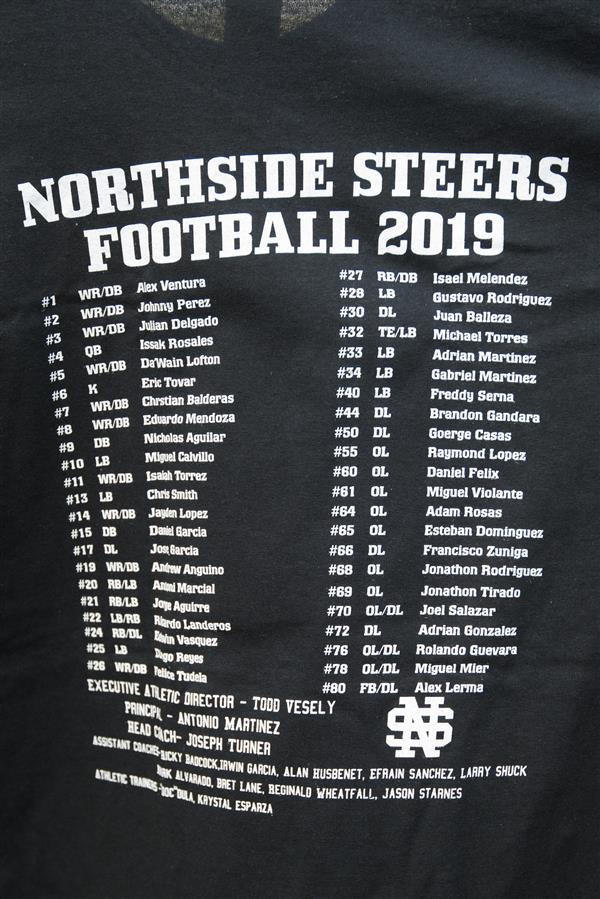 NORTHSIDE STEERS
FOOTBALL 2019
#1 WR/DB Alex Ventura
#2 WR/DB Johnny Perez
#3 WR/DB Julian Delgado
#4 QB Issak Rosales
#5 WR/DB Da'Wain Lofton
#6 K Eric Tovar
#7 WR/DB Chrstian Balderas
#8 WR/DB Eduardo Mendoza
#9 DB Nicholas Aguilar
#10 LB Miguel Calvillo
#11 WR/DB Isaiah Torrez
#13 LB Chris Smith
#14 WR/DB Jayden Lopez
#15 DB Daniel Garcia
#17 DL Jose Garcia
#19 WR/DB Andrew Anguino
#20 RB/LB Marcial
#21 RB/LB Jorge Aguirre
#22 LB/RB Ricardo Landeros
#24 RB/DL Edwin Vasquez
#25 LB Diego Reyes
#26 WR/DB Felice Tudela
#27 RB/DB Isael Melendez
#28 LB Gustavo Rodriguez
#30 DL Juan Balleza
#32 TE/LB Michael Torres
#33 LB Adrian Martinez
#34 LB Gabriel Martinez
#40 LB Freddy Serna
#44 DL Brandon Gandara
#50 DL Goerge Casas
#55 OL Raymond Lopez
#60 OL Daniel Felix
#61 OL Miguel Violante
#64 OL Adam Rosas
#65 OL Esteban Dominguez
#66 DL Francisco Zuniga
#68 OL Jonathon Rodriguez
#69 OL Jonathon Tirado
#70 OL/DL Joel Salazar
#72 DL Adrian Gonzalez
#76 OL/DL Rolando Guevara
#78 OL/DL Miguel Mier
#80 FB/DL Alex Lerma
EXECUTIVE ATHLETIC DIRECTOR - TODD VESELY
PRINCIPAL - ANTONIO MARTINEZ
HEAD COACH- JOSEPH TURNER
NS
ASSISTANT COACHES-RICKY BADCOCK,IRWIN GARCIA, ALAN HUSBENET, EFRAIN SANCHEZ, LARRY SHUCK
ALVARADO, BRET LANE, REGINALD WHEATFALL, JASON STARNES
ATHLETIC TRAINERS-"DOC"DULA, KRYSTAL ESPARZA